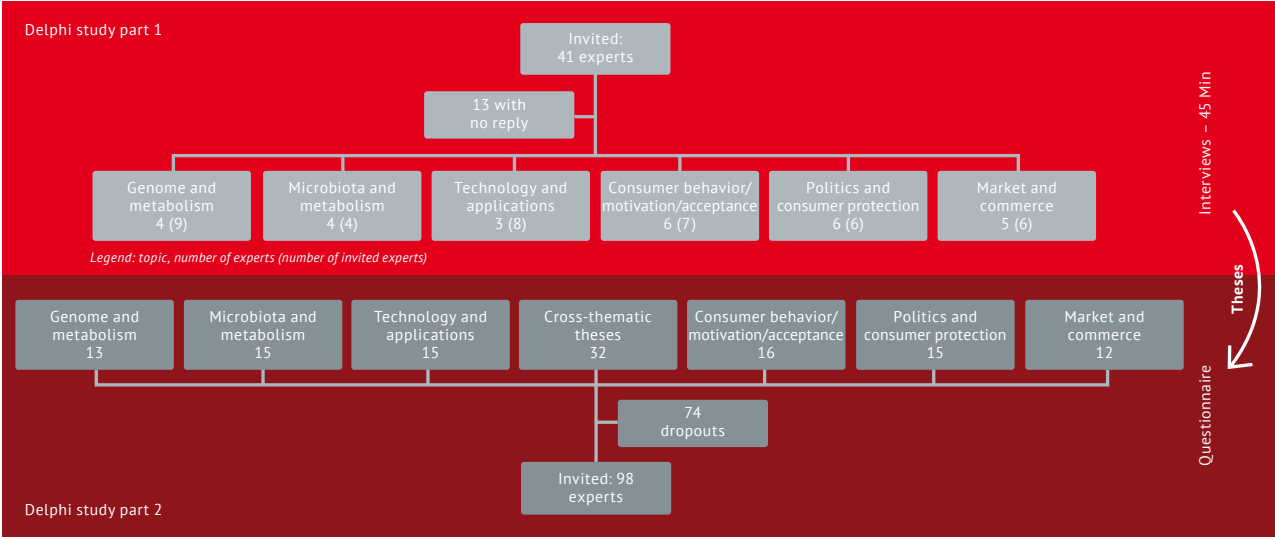 Delphi study part 1
Invited:
41 experts
13 with
no reply
Interviews – 45 Min
Genome and
metabolism
4 (9)
Microbiota and
metabolism
4 (4)
Technology and
applications
3 (8)
Consumer behavior/
motivation/acceptance
6 (7)
Politics and
consumer protection
6 (6)
Market and
commerce
5 (6)
Legend: topic, number of experts (number of invited experts)
Theses
Genome and
metabolism
13
Microbiota and
metabolism
15
Technology and
applications
15
Cross-thematic
theses
32
Consumer behavior/
motivation/acceptance
16
Politics and
consumer protection
15
Market and
commerce
12
Questionnaire
74
dropouts
Invited: 98
experts
Delphi study part 2